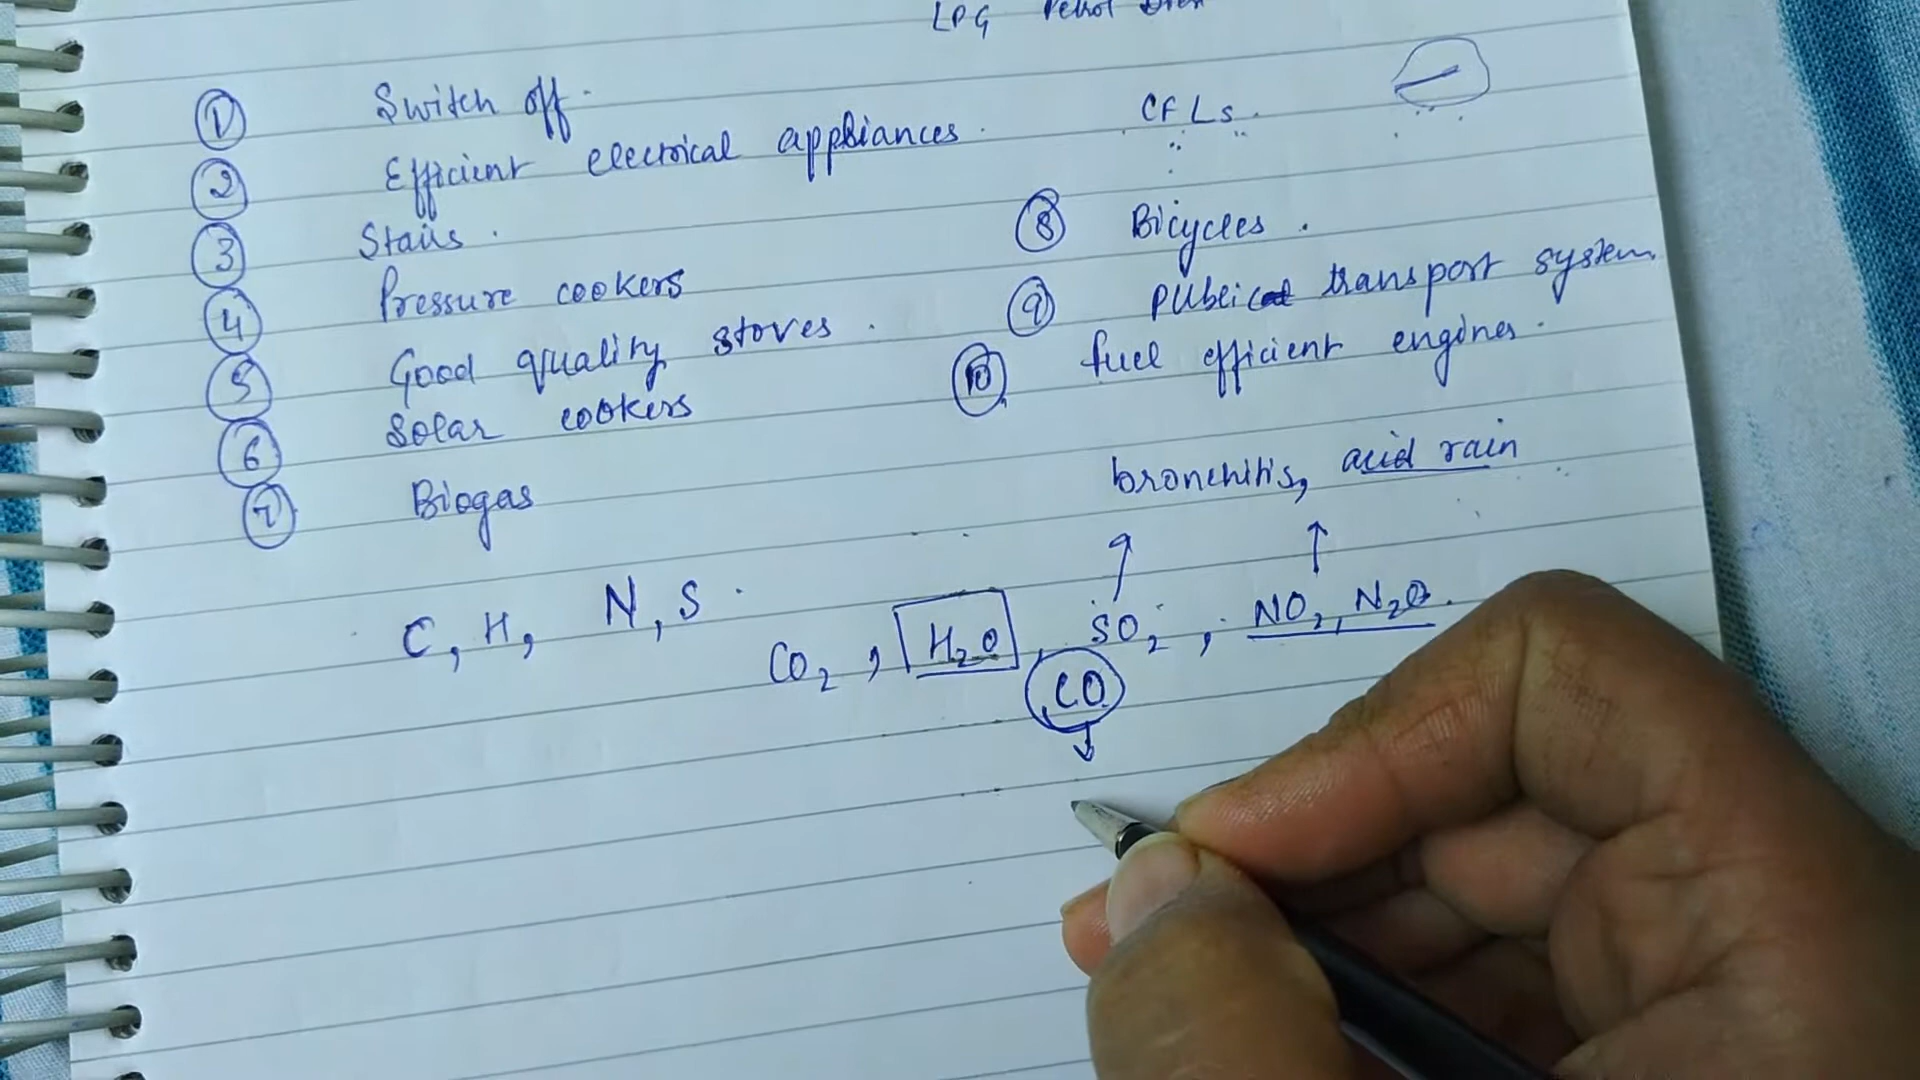 LPG Petrol
① Switch off.
② Efficient electrical appliances. CFLs.
③ Stairs.
④ Pressure cookers
⑤ Good quality stoves.
⑥ Solar cookers
⑦ Biogas
⑧ Bicycles.
⑨ Public transport system
⑩ fuel efficient engines.
bronchitis, acid rain
C, H, N, S.
CO₂, H₂O, SO₂, NO₂, N₂O.
CO